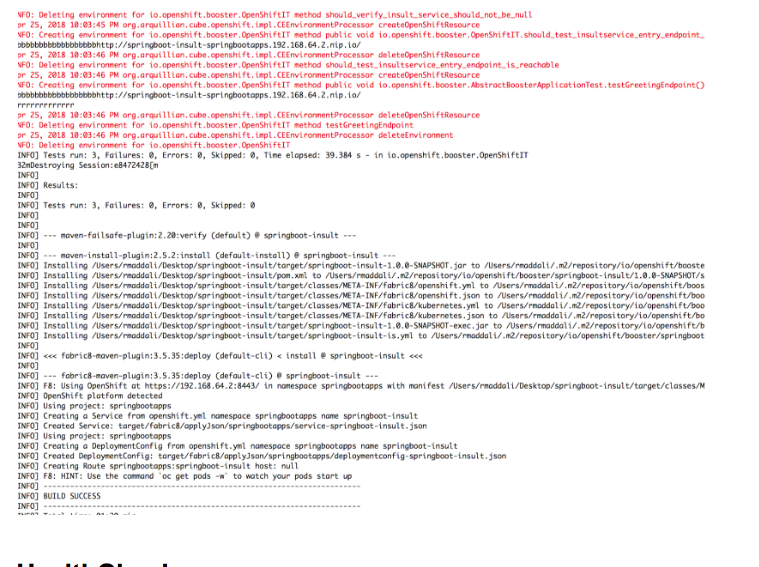 NFO: Deleting environment for io.openshift.booster.OpenShiftIT method should_verify_insult_service_should_not_be_null
pr 25, 2018 10:03:45 PM org.arquillian.cube.openshift.impl.CEEnvironmentProcessor createOpenShiftResource
NFO: Creating environment for io.openshift.booster.OpenShiftIT method public void io.openshift.booster.OpenShiftIT.should_test_insultservice_entry_endpoint_
http://springboot-insult-springbootapps.192.168.64.2.nip.io/
pr 25, 2018 10:03:46 PM org.arquillian.cube.openshift.impl.CEEnvironmentProcessor deleteOpenShiftResource
NFO: Deleting environment for io.openshift.booster.OpenShiftIT method should_test_insultservice_entry_endpoint_is_reachable
pr 25, 2018 10:03:46 PM org.arquillian.cube.openshift.impl.CEEnvironmentProcessor createOpenShiftResource
NFO: Creating environment for io.openshift.booster.OpenShiftIT method public void io.openshift.booster.AbstractBoosterApplicationTest.testGreetingEndpoint()
http://springboot-insult-springbootapps.192.168.64.2.nip.io/
rrrrrrrrrrrrr
pr 25, 2018 10:03:46 PM org.arquillian.cube.openshift.impl.CEEnvironmentProcessor deleteOpenShiftResource
NFO: Deleting environment for io.openshift.booster.OpenShiftIT method testGreetingEndpoint
pr 25, 2018 10:03:46 PM org.arquillian.cube.openshift.impl.CEEnvironmentProcessor deleteEnvironment
NFO: Deleting environment for io.openshift.booster.OpenShiftIT
INFO] Tests run: 3, Failures: 0, Errors: 0, Skipped: 0, Time elapsed: 39.384 s - in io.openshift.booster.OpenShiftIT
32mDestroying Session:e8472428[m
INFO]
INFO] Results:
INFO]
INFO] Tests run: 3, Failures: 0, Errors: 0, Skipped: 0
INFO]
INFO]
INFO] --- maven-failsafe-plugin:2.20:verify (default) @ springboot-insult ---
INFO]
INFO] --- maven-install-plugin:2.5.2:install (default-install) @ springboot-insult ---
INFO] Installing /Users/rmaddali/Desktop/springboot-insult/target/springboot-insult-1.0.0-SNAPSHOT.jar to /Users/rmaddali/.m2/repository/io/openshift/booste
INFO] Installing /Users/rmaddali/Desktop/springboot-insult/pom.xml to /Users/rmaddali/.m2/repository/io/openshift/booster/springboot-insult/1.0.0-SNAPSHOT/s
INFO] Installing /Users/rmaddali/Desktop/springboot-insult/target/classes/META-INF/fabric8/openshift.yml to /Users/rmaddali/.m2/repository/io/openshift/boos
INFO] Installing /Users/rmaddali/Desktop/springboot-insult/target/classes/META-INF/fabric8/openshift.json to /Users/rmaddali/.m2/repository/io/openshift/boo
INFO] Installing /Users/rmaddali/Desktop/springboot-insult/target/classes/META-INF/fabric8/kubernetes.yml to /Users/rmaddali/.m2/repository/io/openshift/boo
INFO] Installing /Users/rmaddali/Desktop/springboot-insult/target/classes/META-INF/fabric8/kubernetes.json to /Users/rmaddali/.m2/repository/io/openshift/bo
INFO] Installing /Users/rmaddali/Desktop/springboot-insult/target/springboot-insult-1.0.0-SNAPSHOT-exec.jar to /Users/rmaddali/.m2/repository/io/openshift/b
INFO] Installing /Users/rmaddali/Desktop/springboot-insult/target/springboot-insult-is.yml to /Users/rmaddali/.m2/repository/io/openshift/booster/springboot
INFO]
INFO] <<< fabric8-maven-plugin:3.5.35:deploy (default-cli) < install @ springboot-insult <<<
INFO]
INFO] --- fabric8-maven-plugin:3.5.35:deploy (default-cli) @ springboot-insult ---
INFO] F8: Using OpenShift at https://192.168.64.2:8443/ in namespace springbootapps with manifest /Users/rmaddali/Desktop/springboot-insult/target/classes/M
INFO] OpenShift platform detected
INFO] Using project: springbootapps
INFO] Creating a Service from openshift.yml namespace springbootapps name springboot-insult
INFO] Created Service: target/fabric8/applyJson/springbootapps/service-springboot-insult.json
INFO] Using project: springbootapps
INFO] Creating a DeploymentConfig from openshift.yml namespace springbootapps name springboot-insult
INFO] Created DeploymentConfig: target/fabric8/applyJson/springbootapps/deploymentconfig-springboot-insult.json
INFO] Creating Route springbootapps:springboot-insult host: null
INFO] F8: HINT: Use the command `oc get pods -w` to watch your pods start up
INFO] ------------------------------------------------------------------------
INFO] BUILD SUCCESS
INFO] ------------------------------------------------------------------------